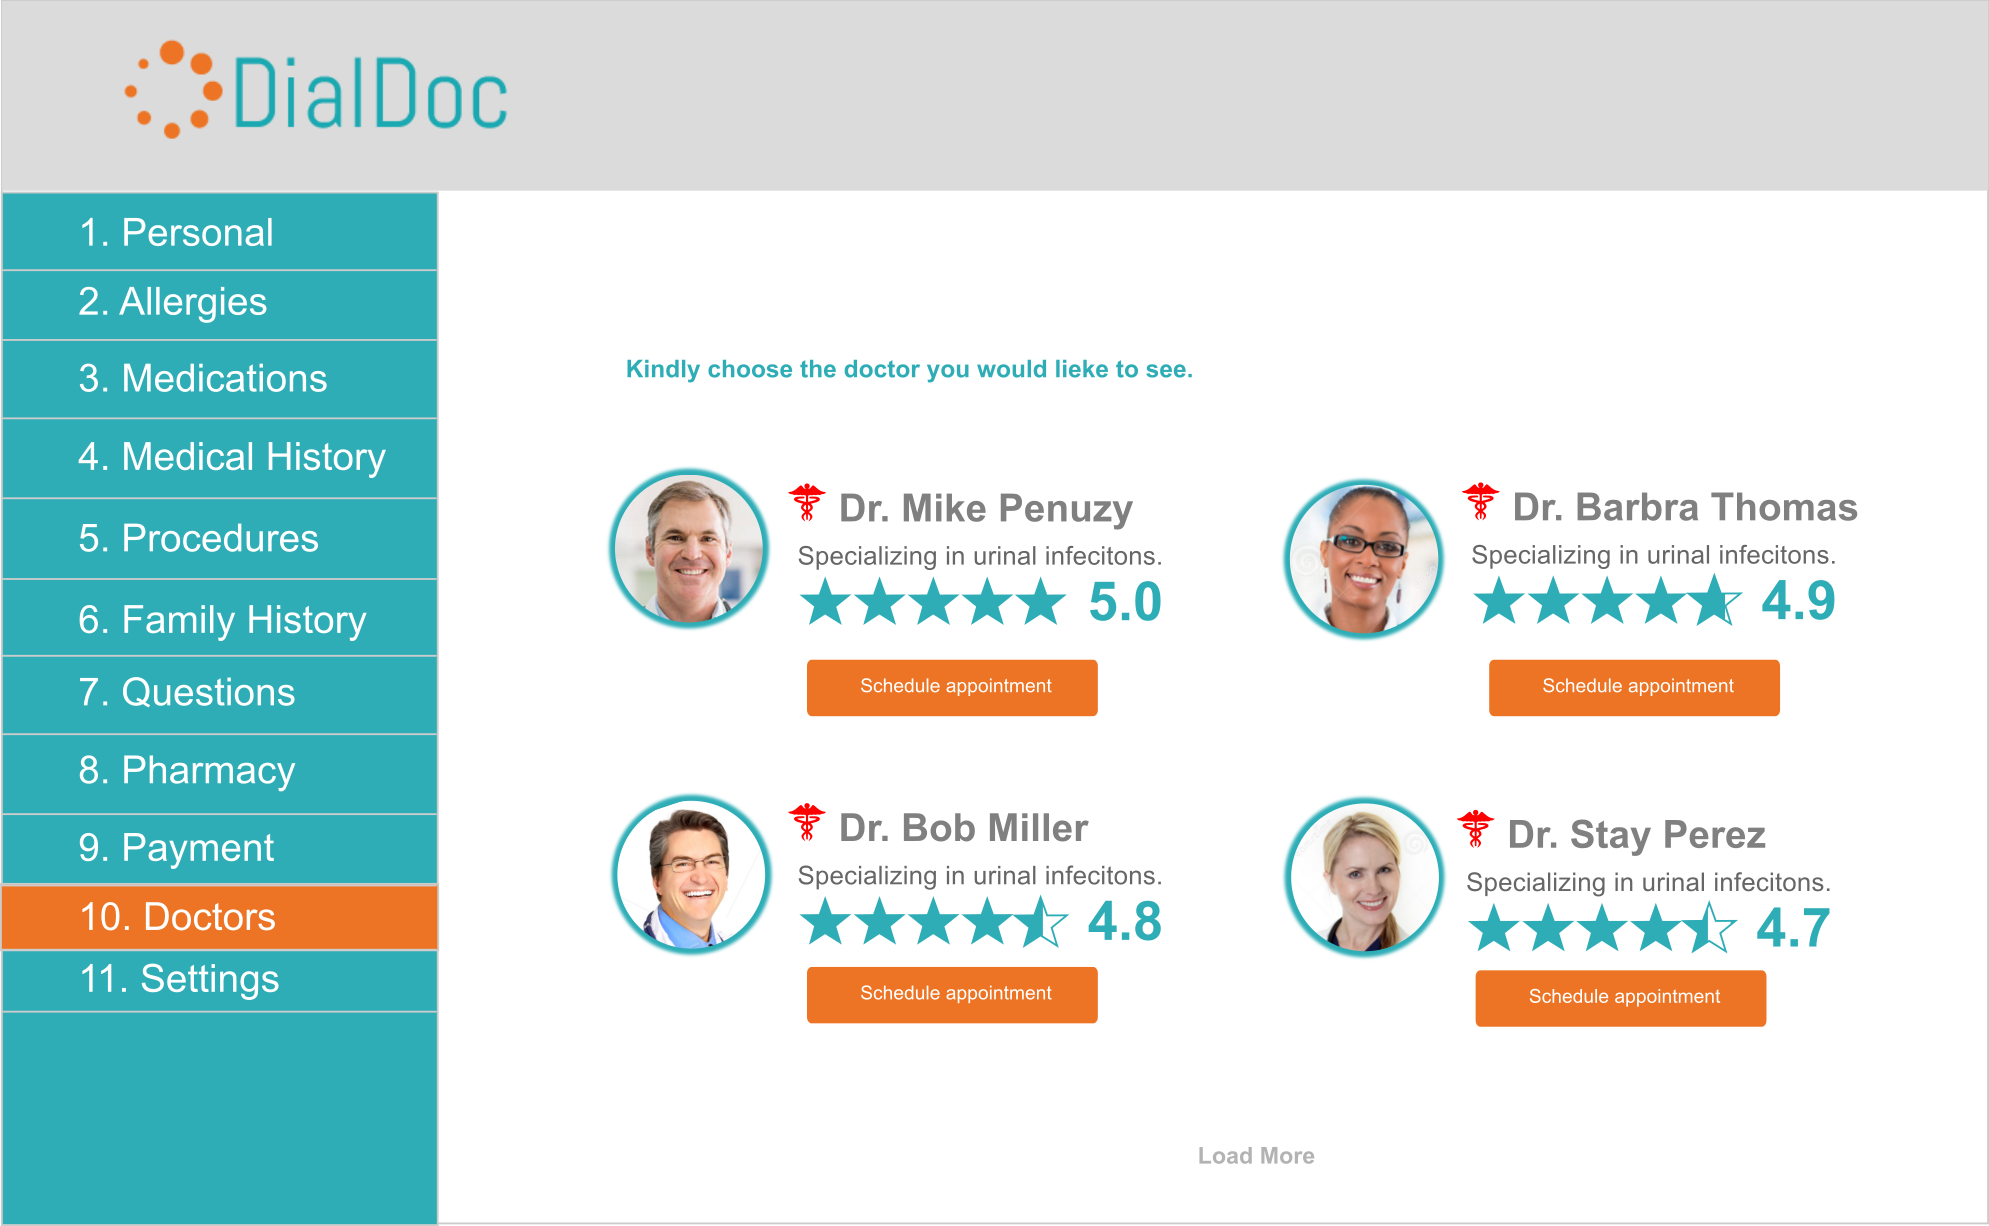 DialDoc
1. Personal
2. Allergies
3. Medications
4. Medical History
5. Procedures
6. Family History
7. Questions
8. Pharmacy
9. Payment
10. Doctors
11. Settings
Kindly choose the doctor you would lieke to see.
Dr. Mike Penuzy
Specializing in urinal infecitons.
5.0
Schedule appointment
Dr. Barbra Thomas
Specializing in urinal infecitons.
4.9
Schedule appointment
Dr. Bob Miller
Specializing in urinal infecitons.
4.8
Schedule appointment
Dr. Stay Perez
Specializing in urinal infecitons.
4.7
Schedule appointment
Load More